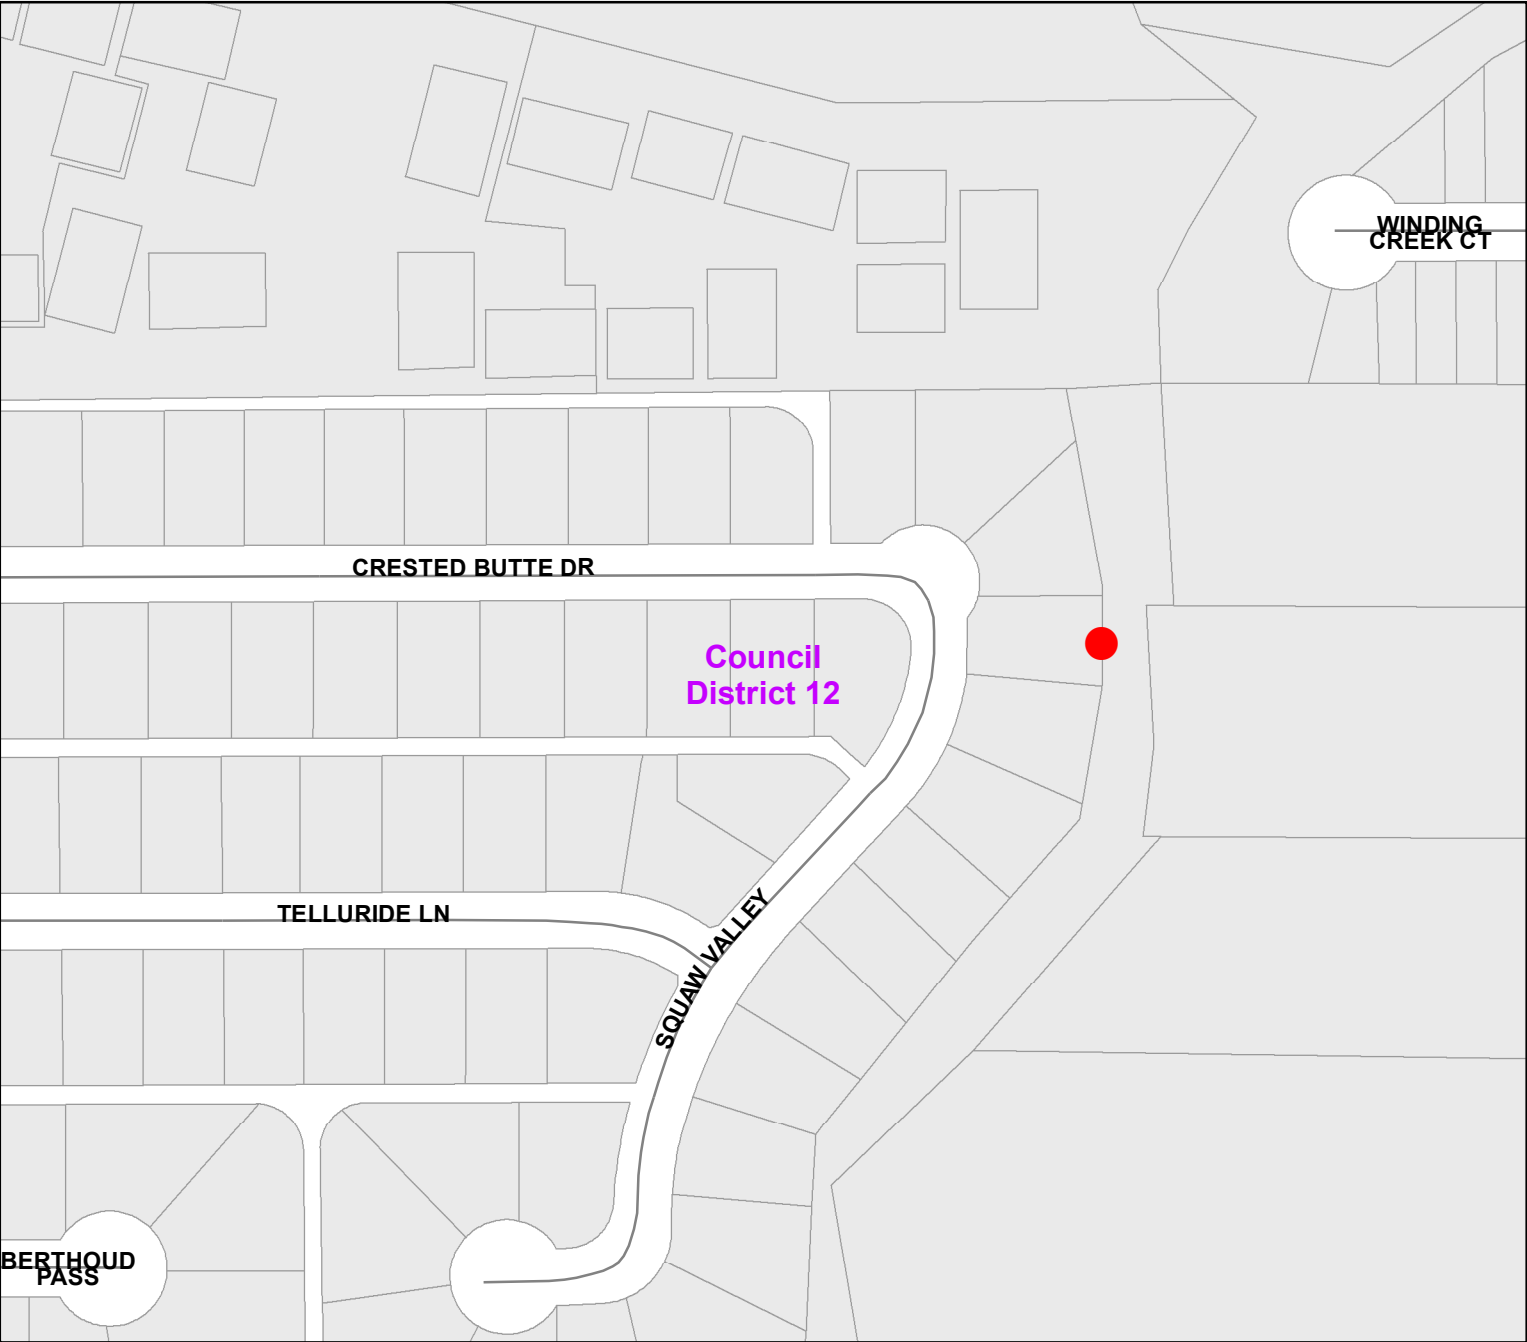 WINDING
CREEK CT
CRESTED BUTTE DR
Council
District 12
TELLURIDE LN
SQUAW VALLEY
BERTHOUD
PASS